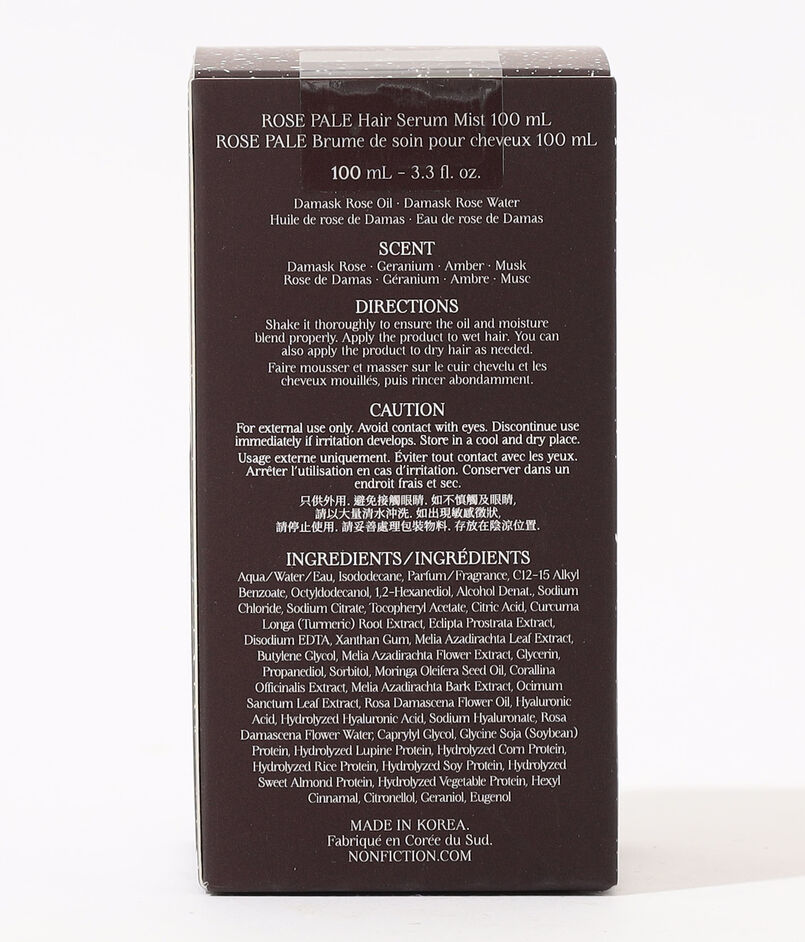 ROSE PALE Hair Serum Mist 100 mL
ROSE PALE Brume de soin pour cheveux 100 mL
100 mL – 3.3 fl. oz.
Damask Rose Oil · Damask Rose Water
Huile de rose de Damas · Eau de rose de Damas
SCENT
Damask Rose · Geranium · Amber · Musk
Rose de Damas · Géranium · Ambre · Musc
DIRECTIONS
Shake it thoroughly to ensure the oil and moisture
blend properly. Apply the product to wet hair. You can
also apply the product to dry hair as needed.
Faire mousser et masser sur le cuir chevelu et les
cheveux mouillés, puis rincer abondamment.
CAUTION
For external use only. Avoid contact with eyes. Discontinue use
immediately if irritation develops. Store in a cool and dry place.
Usage externe uniquement. Éviter tout contact avec les yeux.
Arrêter l'utilisation en cas d'irritation. Conserver dans un
endroit frais et sec.
只供外用. 避免接觸眼睛. 如不慎觸及眼睛,
請以大量清水沖洗. 如出現敏感徵狀,
請停止使用. 請妥善處理包裝物料. 存放在陰涼位置.
INGREDIENTS/INGRÉDIENTS
Aqua/Water/Eau, Isododecane, Parfum/Fragrance, C12-15 Alkyl
Benzoate, Octyldodecanol, 1,2-Hexanediol, Alcohol Denat., Sodium
Chloride, Sodium Citrate, Tocopheryl Acetate, Citric Acid, Curcuma
Longa (Turmeric) Root Extract, Eclipta Prostrata Extract,
Disodium EDTA, Xanthan Gum, Melia Azadirachta Leaf Extract,
Butylene Glycol, Melia Azadirachta Flower Extract, Glycerin,
Propanediol, Sorbitol, Moringa Oleifera Seed Oil, Corallina
Officinalis Extract, Melia Azadirachta Bark Extract, Ocimum
Sanctum Leaf Extract, Rosa Damascena Flower Oil, Hyaluronic
Acid, Hydrolyzed Hyaluronic Acid, Sodium Hyaluronate, Rosa
Damascena Flower Water, Caprylyl Glycol, Glycine Soja (Soybean)
Protein, Hydrolyzed Lupine Protein, Hydrolyzed Corn Protein,
Hydrolyzed Rice Protein, Hydrolyzed Soy Protein, Hydrolyzed
Sweet Almond Protein, Hydrolyzed Vegetable Protein, Hexyl
Cinnamal, Citronellol, Geraniol, Eugenol
MADE IN KOREA.
Fabriqué en Corée du Sud.
NONFICTION.COM